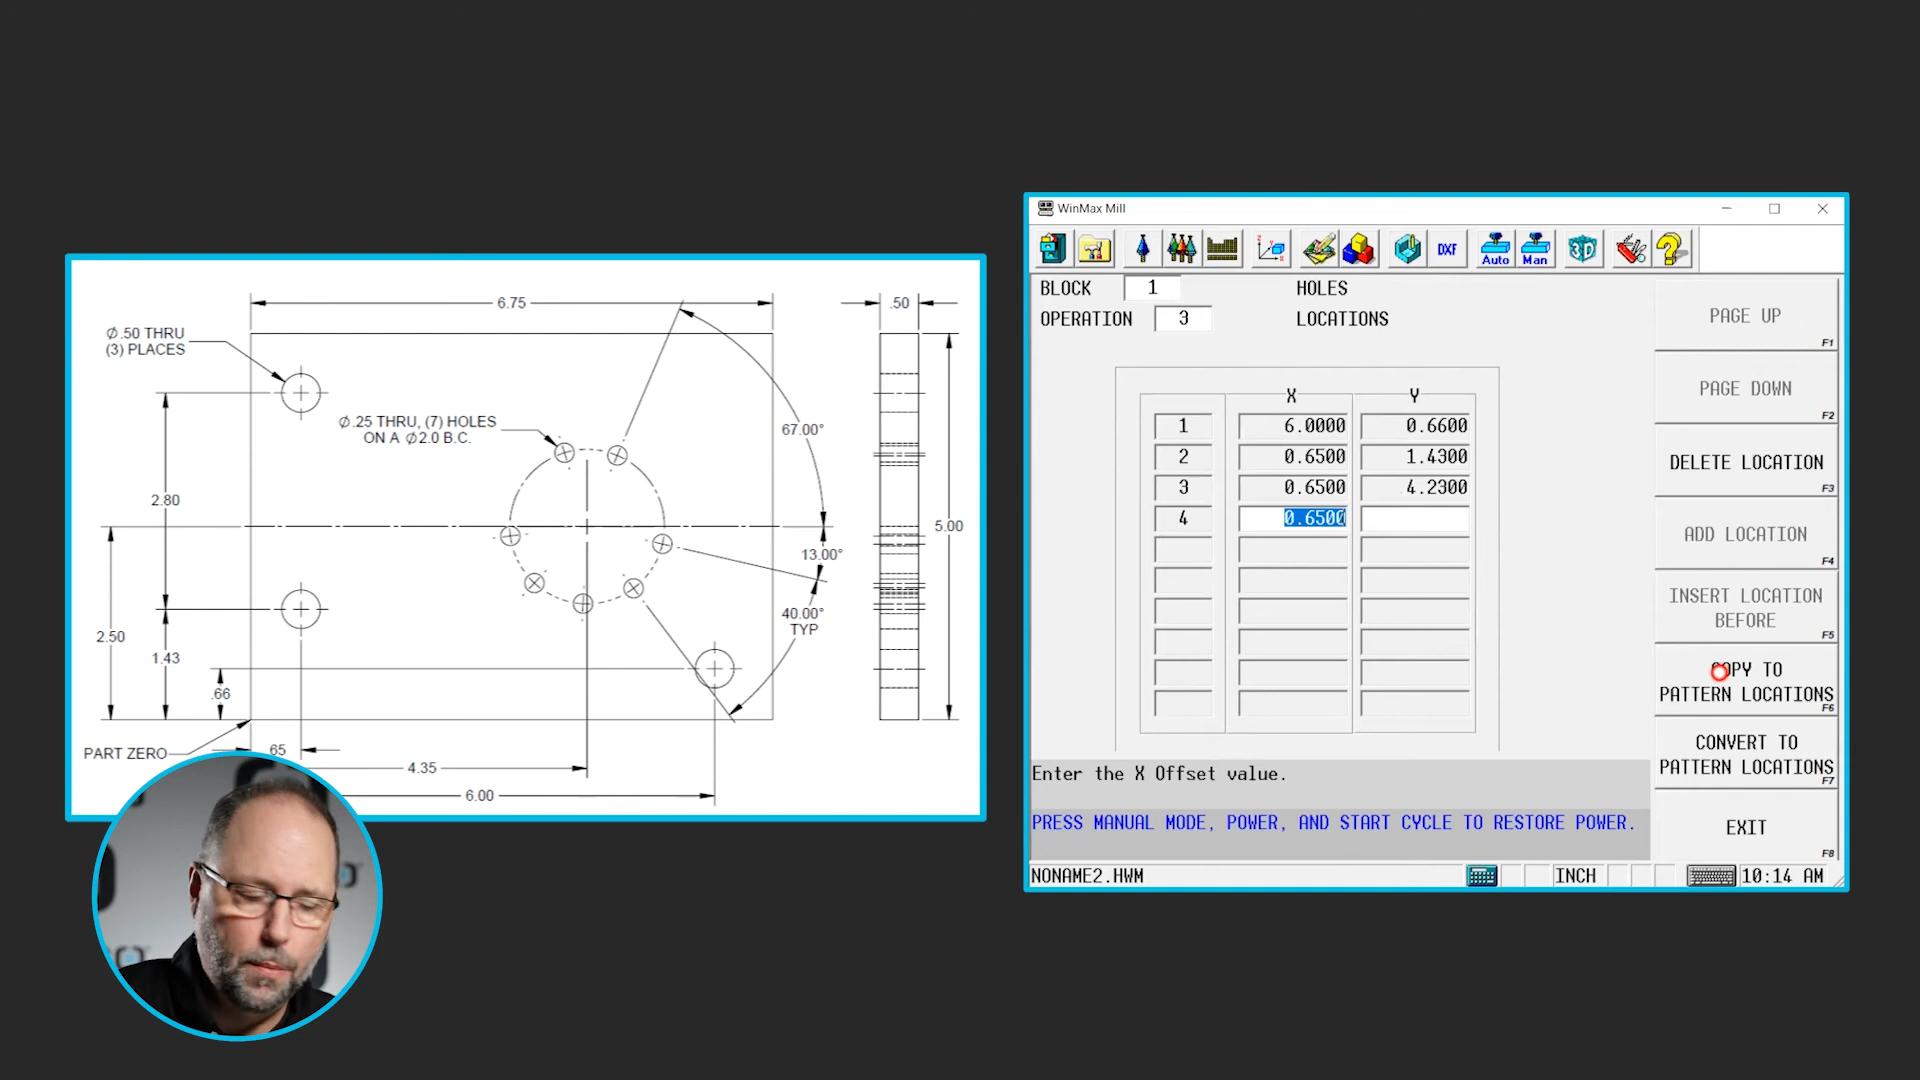 6.75
.50
Ø.50 THRU
(3) PLACES
Ø.25 THRU, (7) HOLES
ON A Ø2.0 B.C.
67.00°
2.80
5.00
13.00°
40.00°
TYP
2.50
1.43
.66
PART ZERO
.65
4.35
6.00
WinMax Mill
DXF
Auto
Man
3D
BLOCK 1 HOLES
OPERATION 3 LOCATIONS
X Y
1 6.0000 0.6600
2 0.6500 1.4300
3 0.6500 4.2300
4 0.6500
PAGE UP
F1
PAGE DOWN
F2
DELETE LOCATION
F3
ADD LOCATION
F4
INSERT LOCATION
BEFORE
F5
COPY TO
PATTERN LOCATIONS
F6
CONVERT TO
PATTERN LOCATIONS
F7
EXIT
F8
Enter the X Offset value.
PRESS MANUAL MODE, POWER, AND START CYCLE TO RESTORE POWER.
NONAME2.HWM INCH 10:14 AM